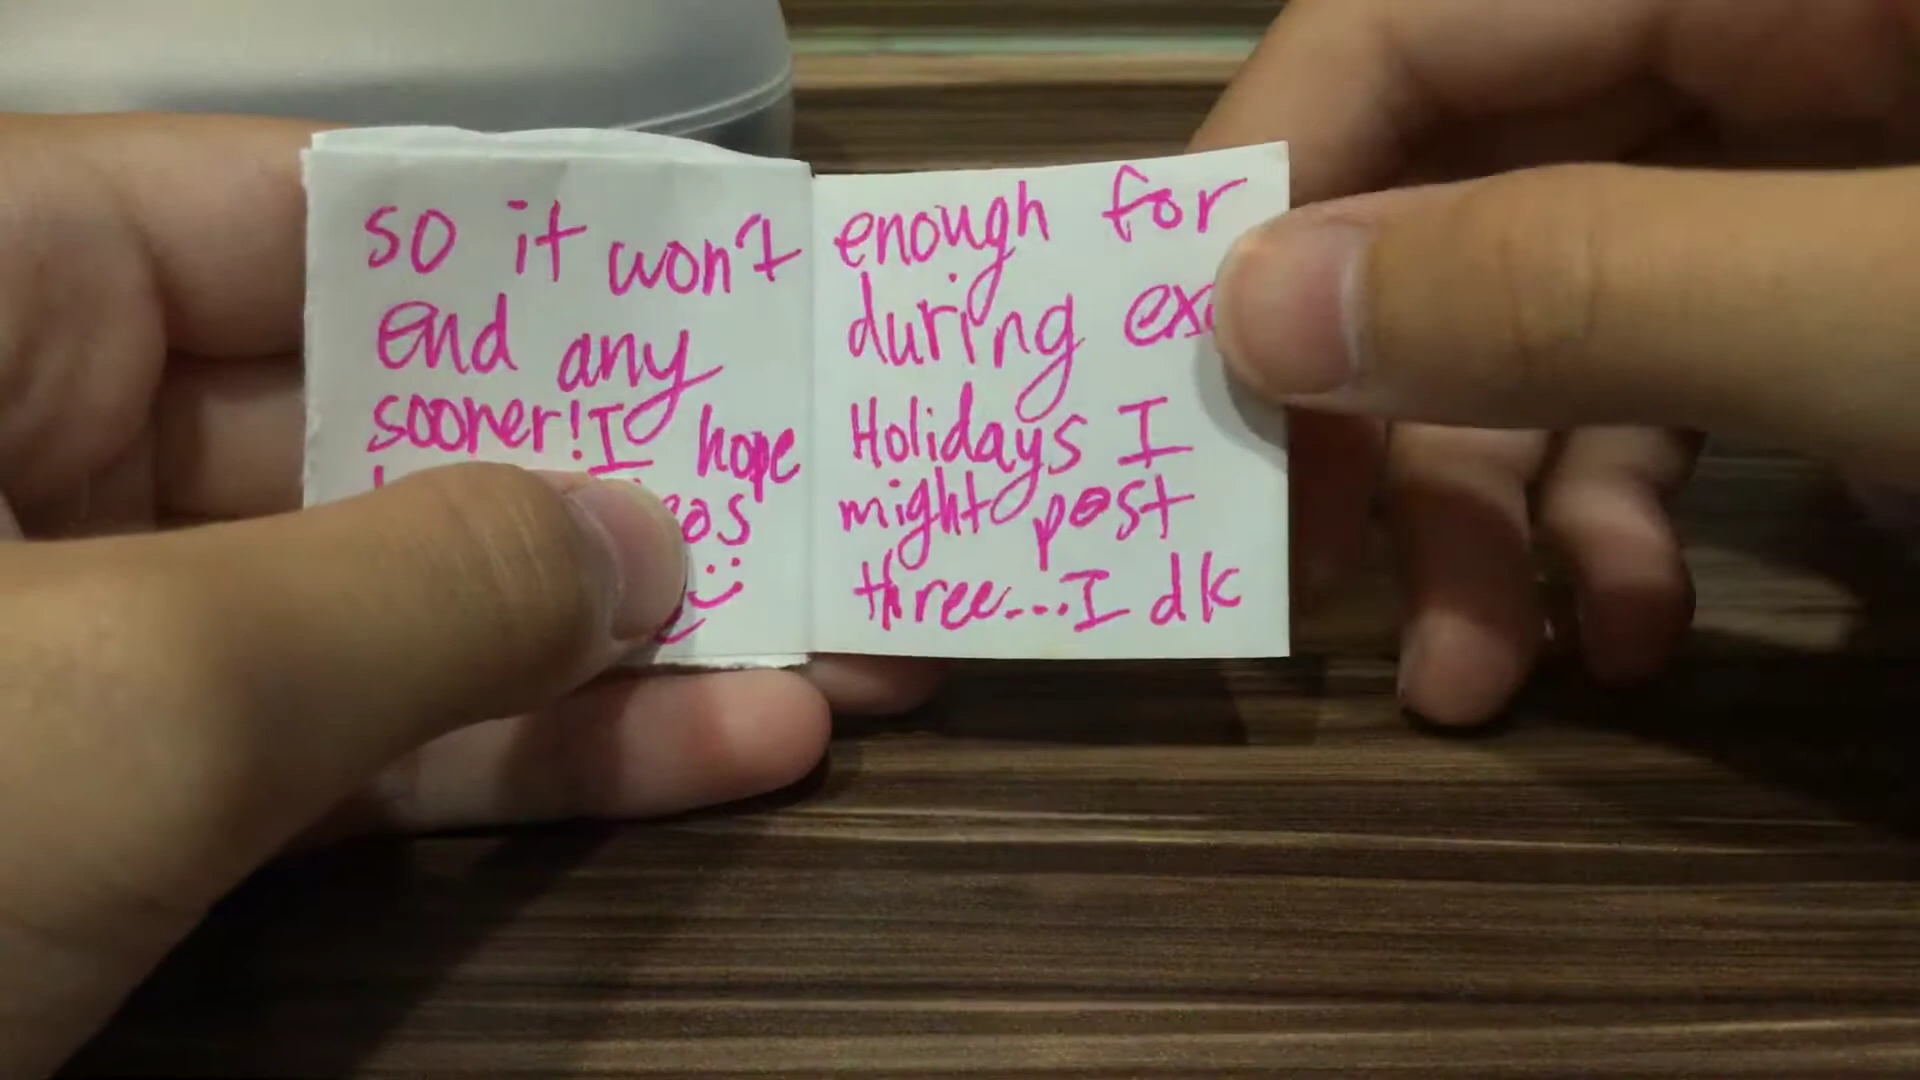 so it won't
end any
sooner! I hope
enough for
during
Holidays I
might post
three... I dk